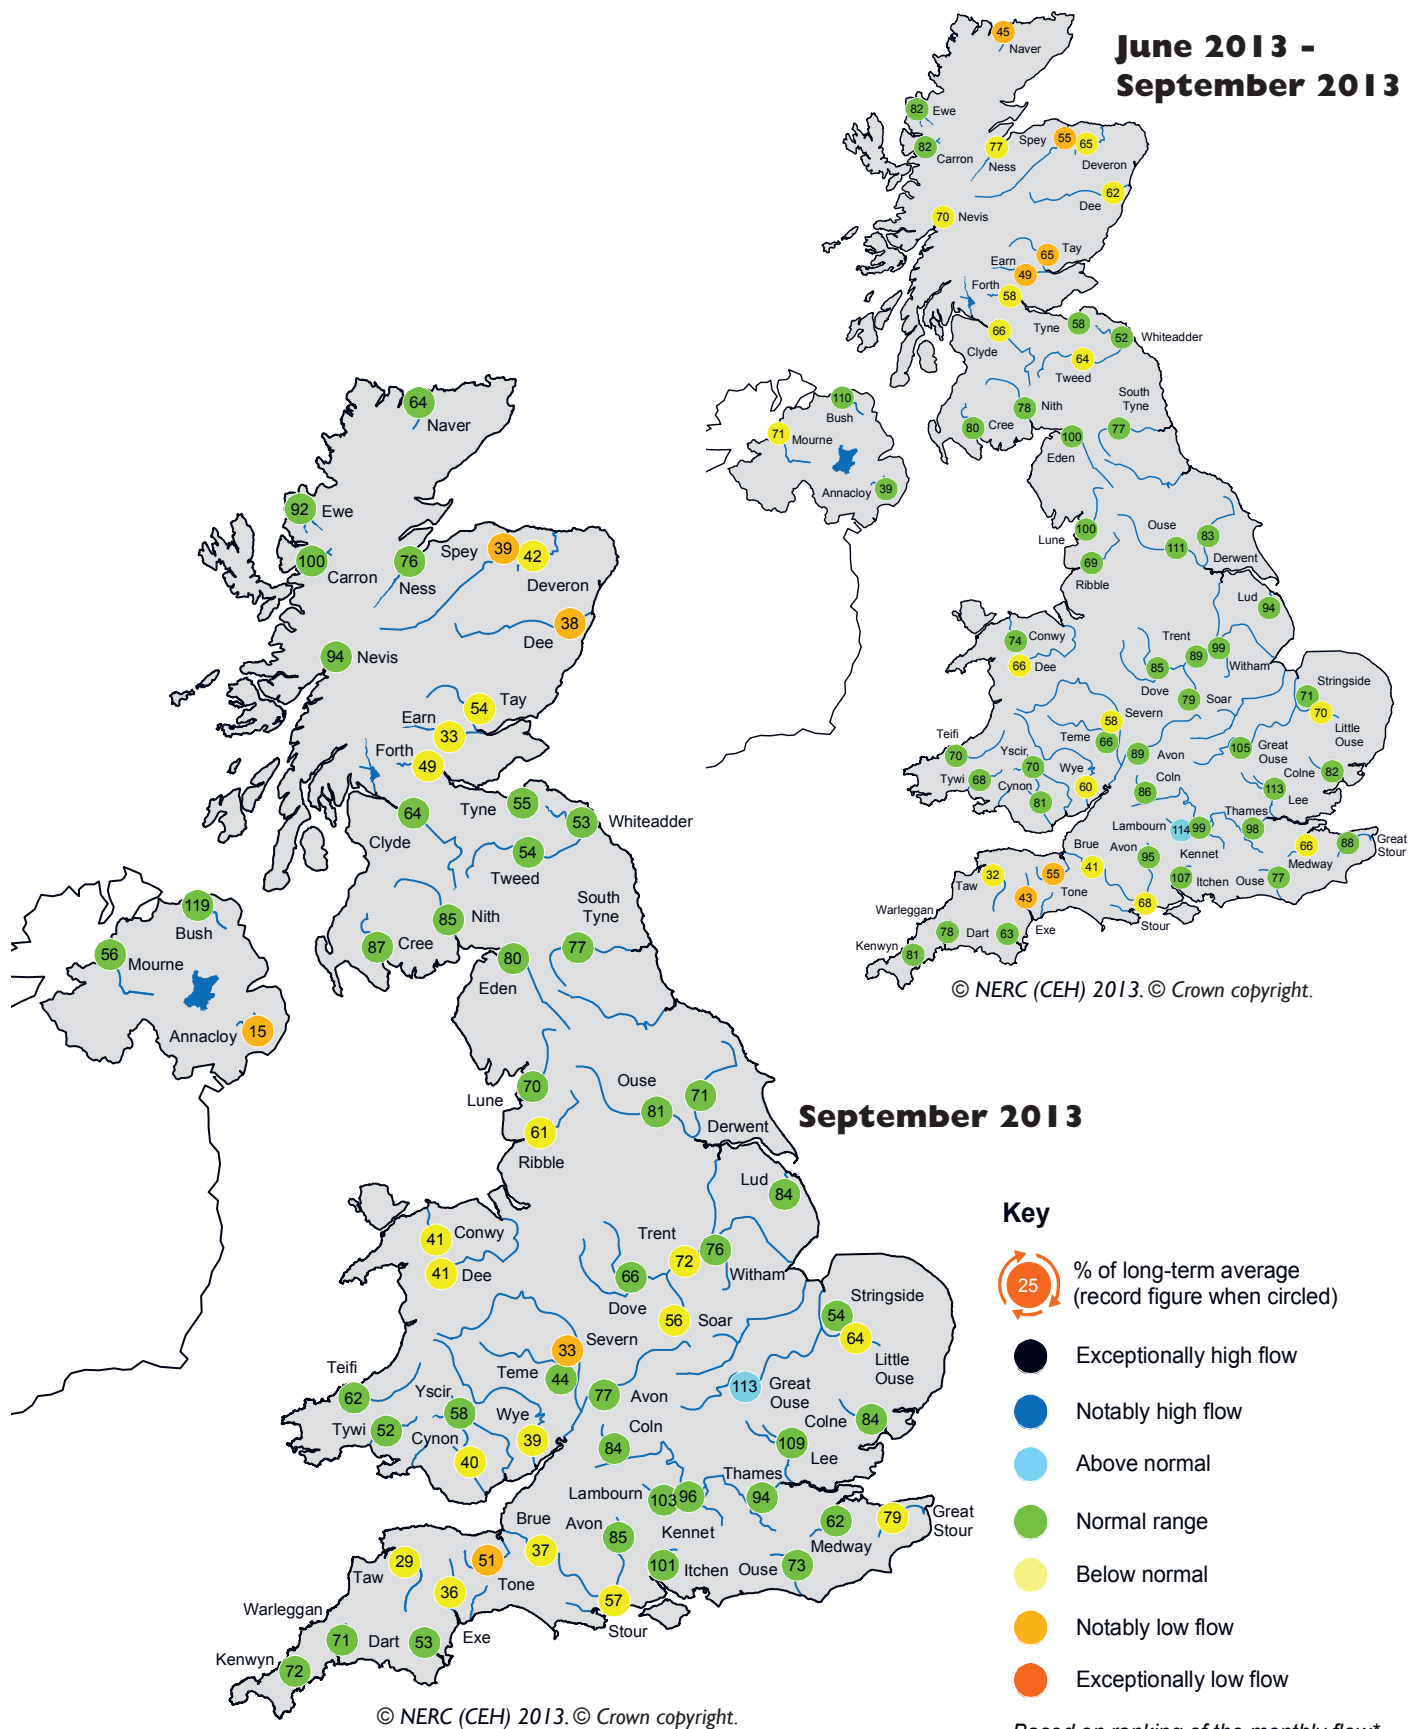 June 2013 -
September 2013
45
Naver
82
Ewe
82
Carron
77
Ness
Spey
55
65
Deveron
62
Dee
70
Nevis
65
Tay
Earn
49
Forth
58
66
Clyde
Tyne
58
52
Whiteadder
64
Tweed
78
Nith
80
Cree
South
Tyne
77
100
Eden
110
Bush
71
Mourne
Annacloy
39
100
Lune
69
Ribble
Ouse
111
83
Derwent
Lud
94
74
Conwy
66
Dee
Trent
89
99
Witham
85
Dove
79
Soar
Stringside
71
70
Little
Ouse
58
Severn
Teme
66
Teifi
70
Yscir
70
Tywi
68
Cynon
81
Wye
60
89
Avon
105
Great
Ouse
Coln
86
Colne
82
113
Lee
Thames
98
Lambourn
114
99
Kennet
66
Medway
88
Great
Stour
Brue
41
Avon
95
107
Itchen
Ouse
77
Taw
32
55
Tone
43
Exe
68
Stour
Warleggan
78
Dart
63
Kenwyn
81
© NERC (CEH) 2013. © Crown copyright.
64
Naver
92
Ewe
100
Carron
76
Ness
Spey
39
42
Deveron
38
Dee
94
Nevis
54
Tay
Earn
33
Forth
49
64
Clyde
Tyne
55
53
Whiteadder
54
Tweed
85
Nith
87
Cree
South
Tyne
77
80
Eden
119
Bush
56
Mourne
Annacloy
15
70
Lune
61
Ribble
Ouse
81
71
Derwent
September 2013
Lud
84
41
Conwy
41
Dee
Trent
72
76
Witham
66
Dove
56
Soar
Stringside
54
64
Little
Ouse
Severn
33
Teme
44
Teifi
62
Yscir
58
Tywi
52
Cynon
40
Wye
39
77
Avon
113
Great
Ouse
Coln
84
Colne
84
109
Lee
Thames
94
Lambourn
103
96
Kennet
62
Medway
79
Great
Stour
Brue
37
Avon
85
101
Itchen
Ouse
73
Taw
29
51
Tone
36
Exe
57
Stour
Warleggan
71
Dart
53
Kenwyn
72
© NERC (CEH) 2013. © Crown copyright.
Key
25
% of long-term average
(record figure when circled)
Exceptionally high flow
Notably high flow
Above normal
Normal range
Below normal
Notably low flow
Exceptionally low flow
Based on ranking of the monthly flow*